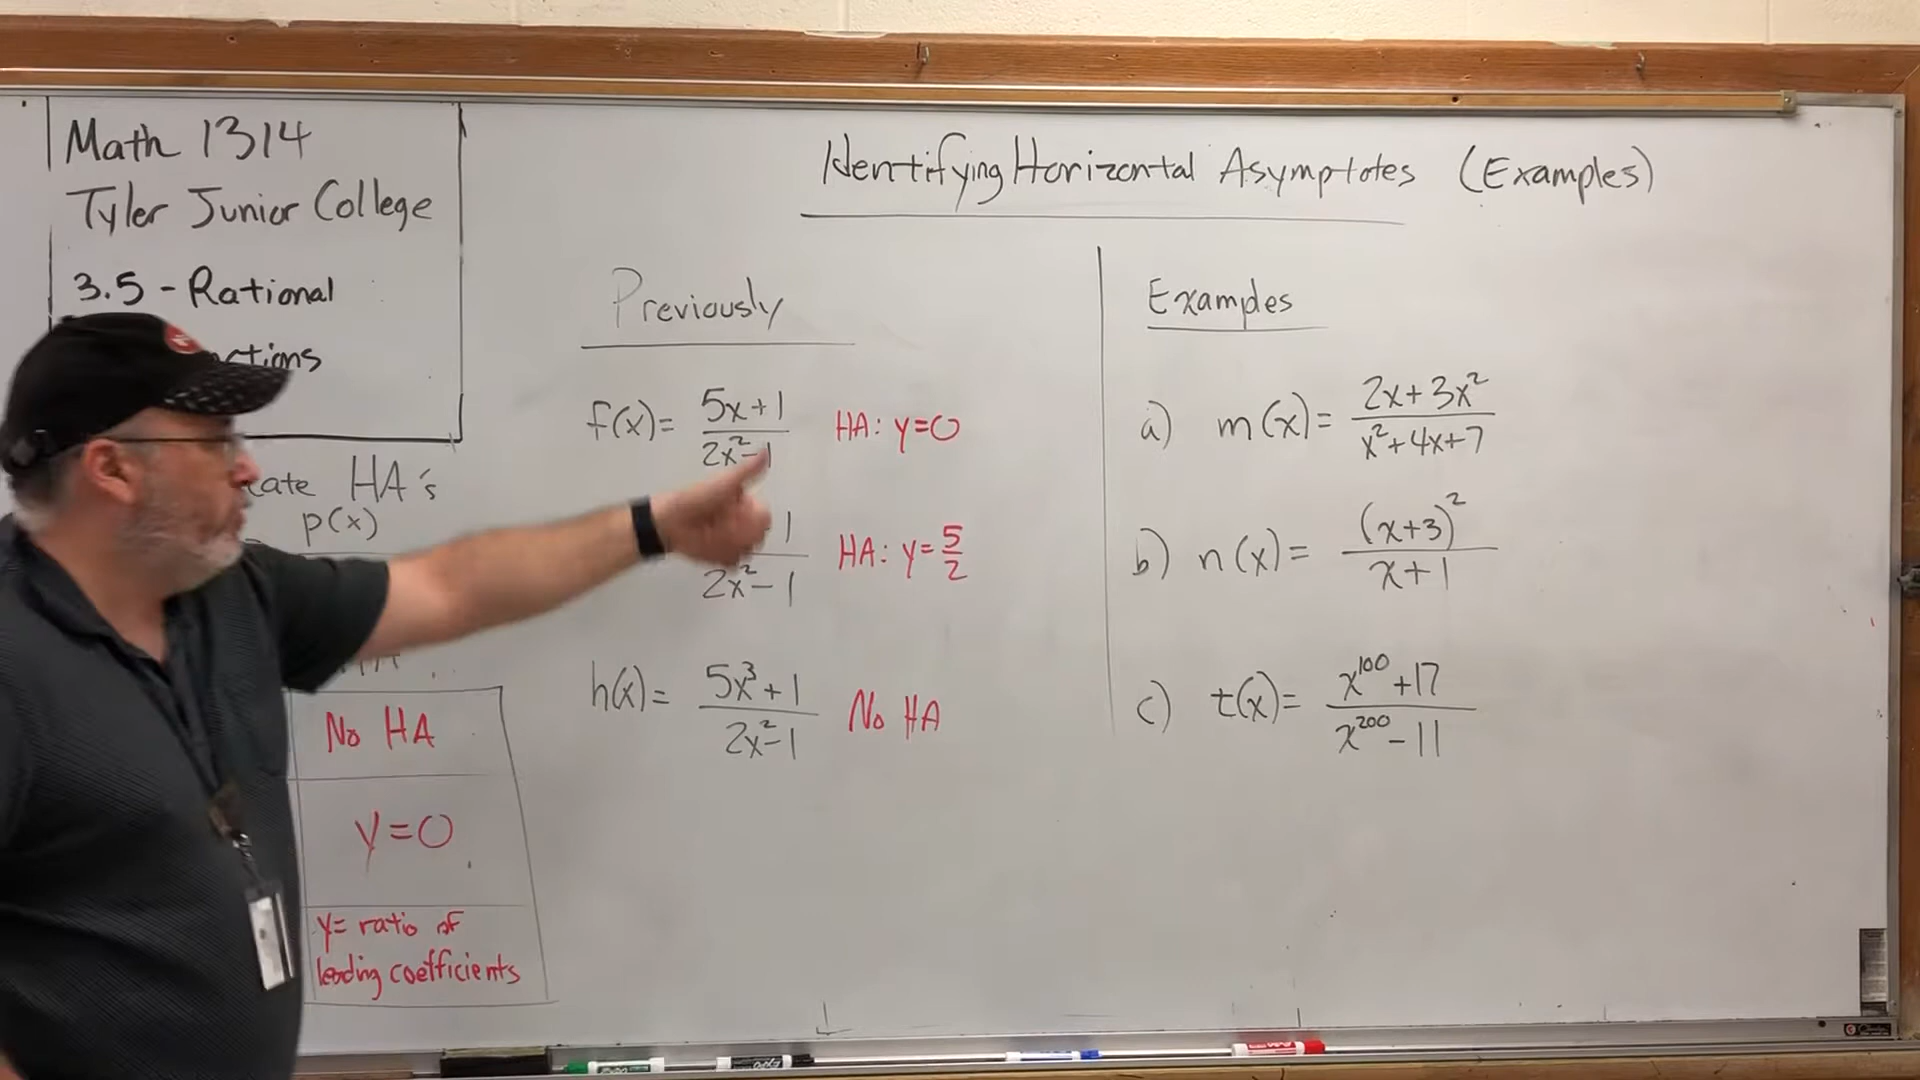 Math 1314
Tyler Junior College
3.5 - Rational
Identifying Horizontal Asymptotes (Examples)
HA's
p(x)
No HA
y=0
y= ratio of
leading coefficients
Previously
f(x)= (5x+1)/(2x²-1) HA: y=0
1/(2x²-1) HA: y=5/2
h(x)= (5x³+1)/(2x²-1) No HA
Examples
a) m(x)= (2x+3x²)/(x²+4x+7)
b) n(x)= (x+3)²/(x+1)
c) t(x)= (x¹⁰⁰+17)/(x²⁰⁰-11)